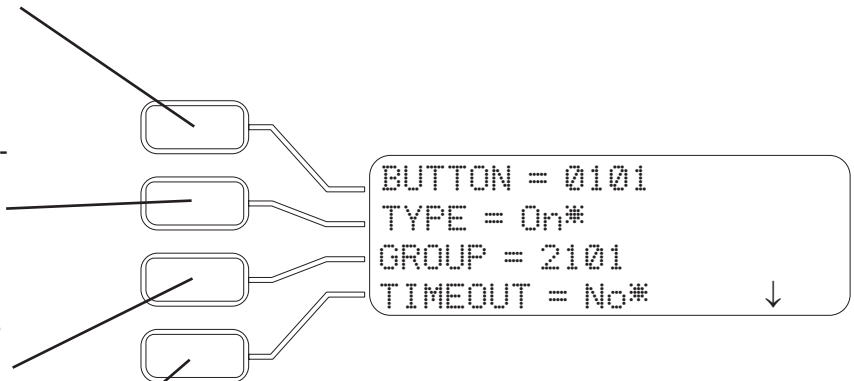 BUTTON = 0101
TYPE = On*
GROUP = 2101
TIMEOUT = No* ↓